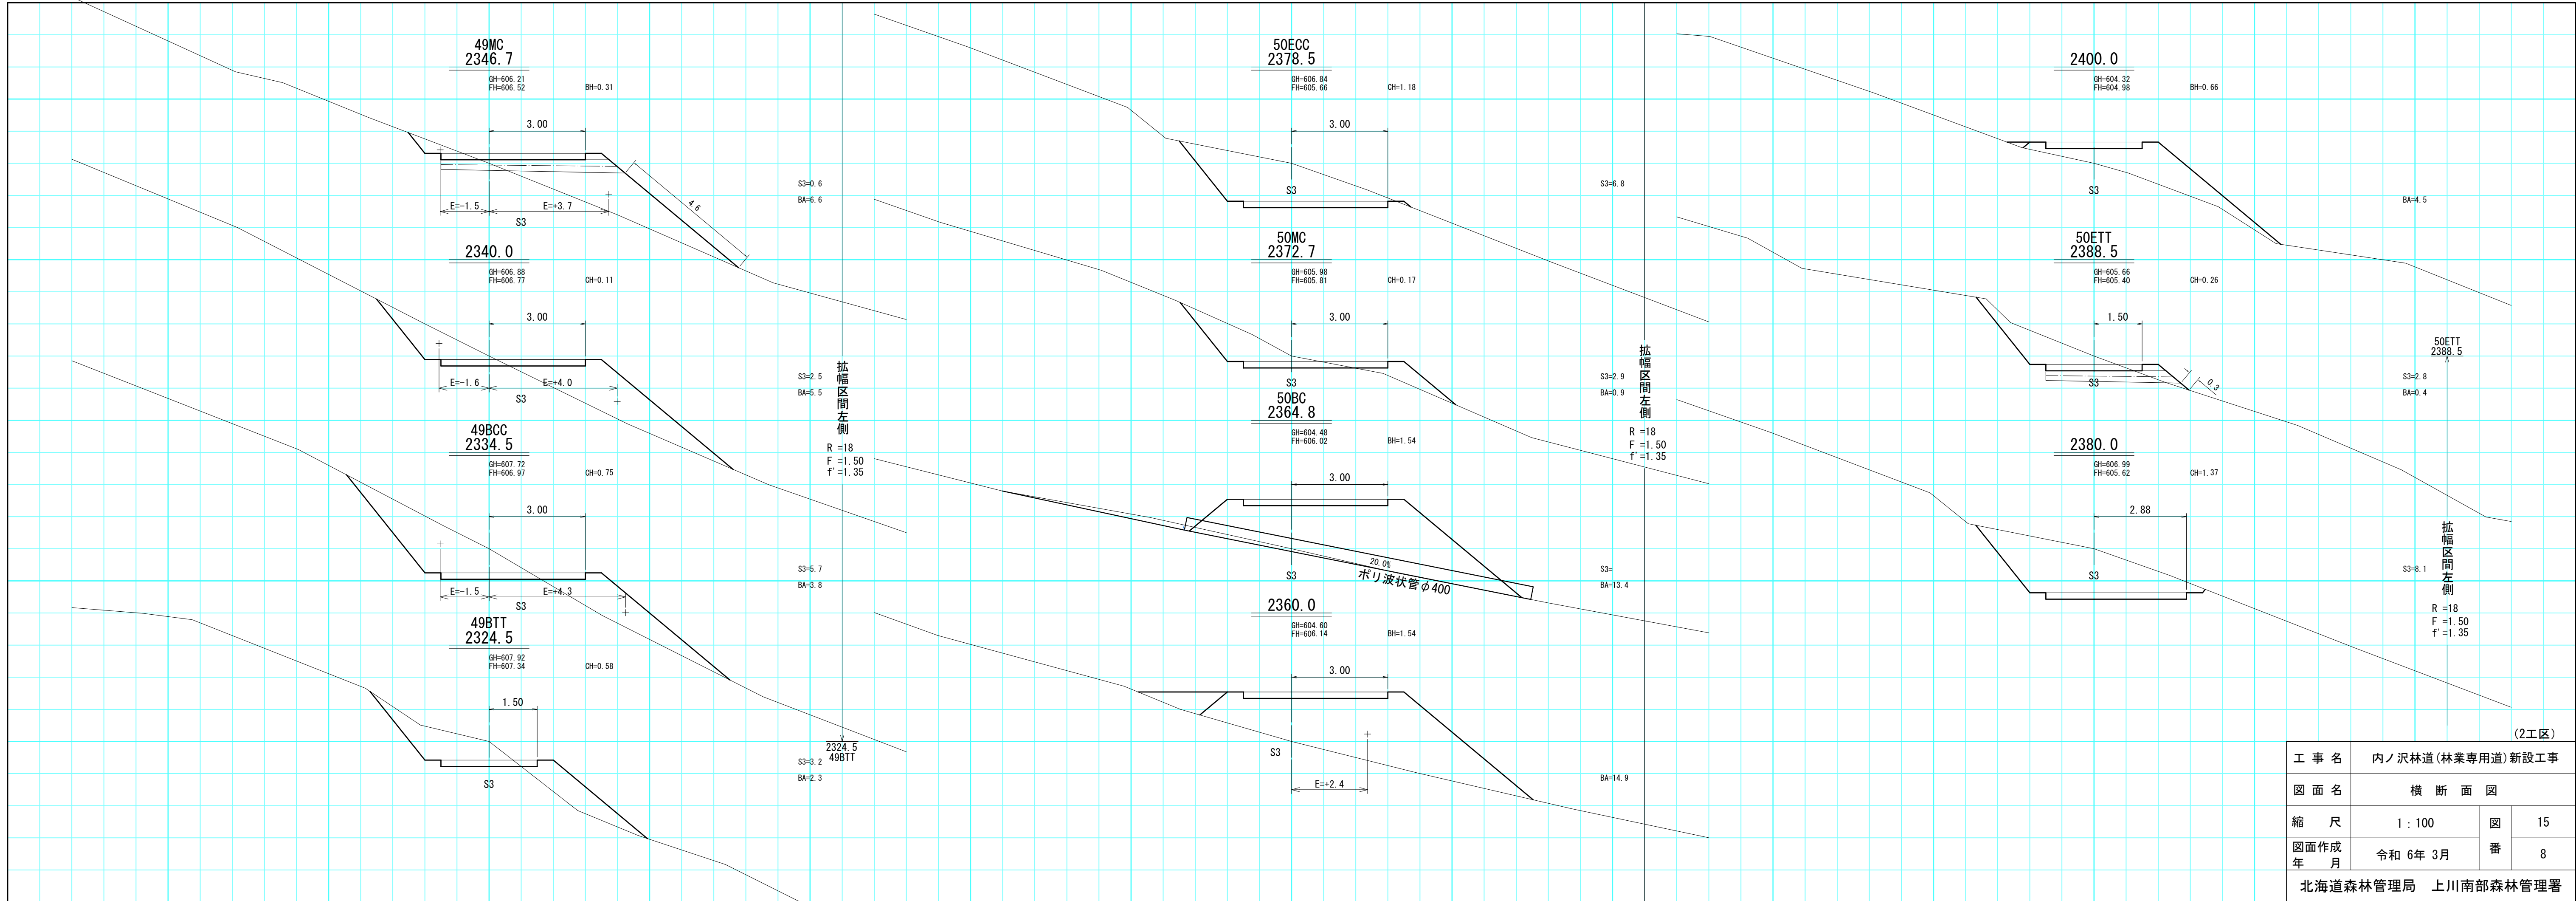 49MC
2346.7
GH=606.21
FH=606.52
BH=0.31
3.00
4.6
E=-1.5
E=+3.7
S3
S3=0.6
BA=6.6
2340.0
GH=606.88
FH=606.77
CH=0.11
3.00
E=-1.6
E=+4.0
S3
S3=2.5
BA=5.5
49BCC
2334.5
GH=607.72
FH=606.97
CH=0.75
3.00
E=-1.5
E=+4.3
S3
S3=5.7
BA=3.8
49BTT
2324.5
GH=607.92
FH=607.34
CH=0.58
1.50
S3
S3=3.2
BA=2.3
拡幅区間左側
R =18
F =1.50
f'=1.35
2324.5
49BTT
50ECC
2378.5
GH=606.84
FH=605.66
CH=1.18
3.00
S3
S3=6.8
50MC
2372.7
GH=605.98
FH=605.81
CH=0.17
3.00
S3
S3=2.9
BA=0.9
50BC
2364.8
GH=604.48
FH=606.02
BH=1.54
3.00
20.0%
ポリ波状管φ400
S3
S3=
BA=13.4
2360.0
GH=604.60
FH=606.14
BH=1.54
3.00
S3
E=+2.4
BA=14.9
拡幅区間左側
R =18
F =1.50
f'=1.35
2400.0
GH=604.32
FH=604.98
BH=0.66
S3
BA=4.5
50ETT
2388.5
GH=605.66
FH=605.40
CH=0.26
1.50
S3
0.3
S3=2.8
BA=0.4
2380.0
GH=606.99
FH=605.62
CH=1.37
2.88
S3
S3=8.1
50ETT
2388.5
拡幅区間左側
R =18
F =1.50
f'=1.35
(2工区)
工 事 名 内ノ沢林道(林業専用道)新設工事
図 面 名 横 断 面 図
縮 尺 1：100 図番 15
図面作成年 月 令和 6年 3月 8
北海道森林管理局 上川南部森林管理署